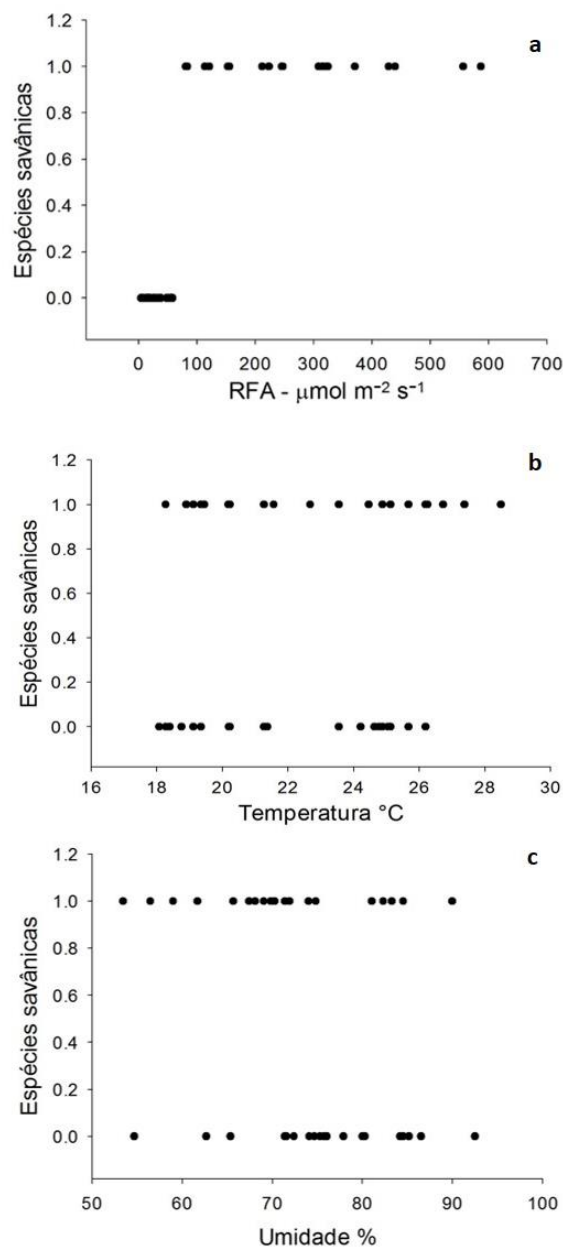 a
1.2
1.0
0.8
0.6
0.4
0.2
0.0
Espécies savânicas
0 100 200 300 400 500 600 700
RFA - μmol m⁻² s⁻¹
b
1.2
1.0
0.8
0.6
0.4
0.2
0.0
Espécies savânicas
16 18 20 22 24 26 28 30
Temperatura °C
c
1.2
1.0
0.8
0.6
0.4
0.2
0.0
Espécies savânicas
50 60 70 80 90 100
Umidade %